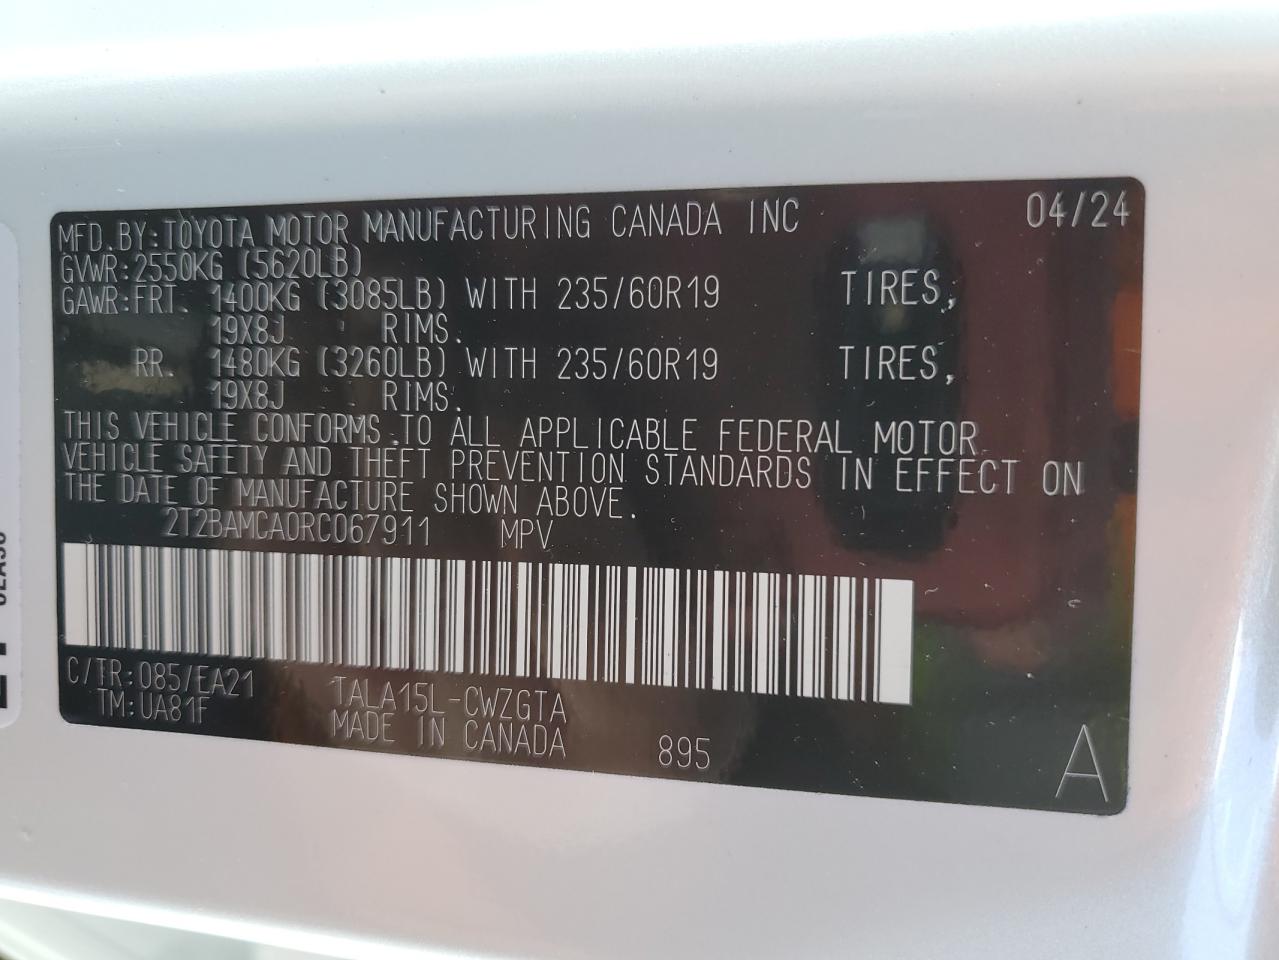 MFD.BY:TOYOTA MOTOR MANUFACTURING CANADA INC 04/24
GVWR:2550KG (5620LB)
GAWR:FRT. 1400KG (3085LB) WITH 235/60R19 TIRES,
19X8J RIMS.
RR. 1480KG (3260LB) WITH 235/60R19 TIRES,
19X8J RIMS.
THIS VEHICLE CONFORMS TO ALL APPLICABLE FEDERAL MOTOR
VEHICLE SAFETY AND THEFT PREVENTION STANDARDS IN EFFECT ON
THE DATE OF MANUFACTURE SHOWN ABOVE.
2T2BAMCA0RC067911 MPV
C/TR:085/EA21 TALA15L-CWZGTA
TM:UA81F MADE IN CANADA 895 A